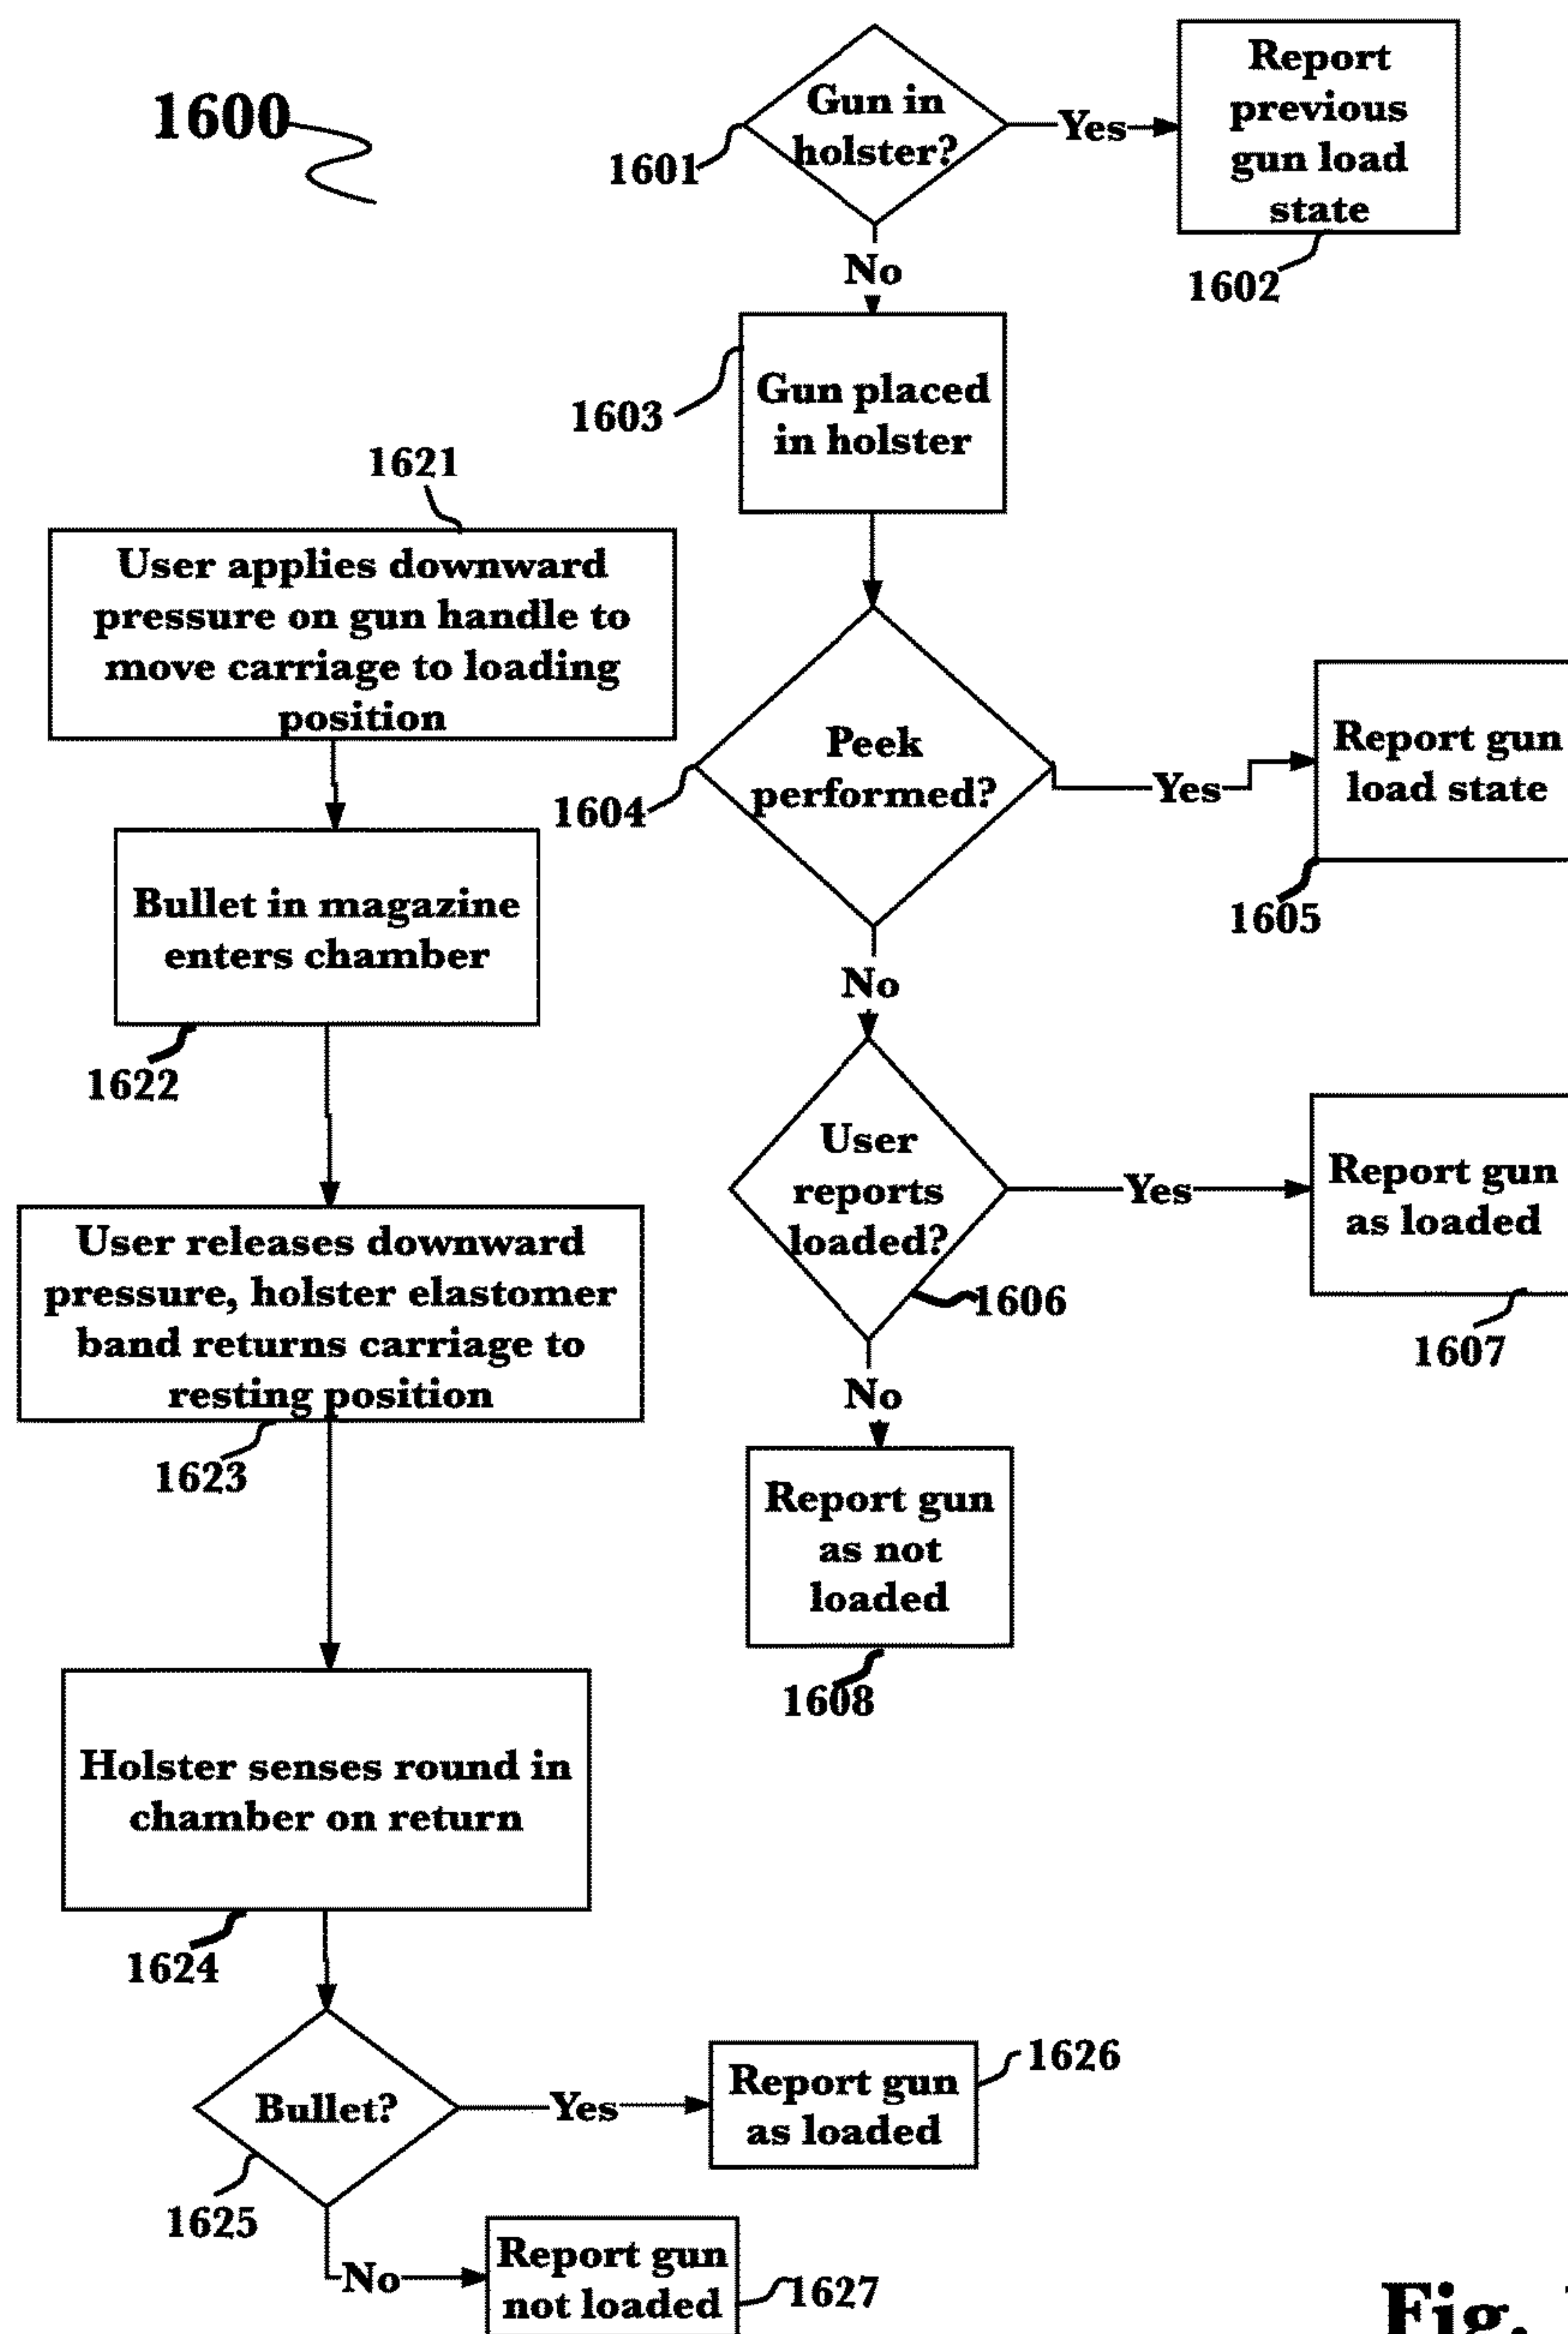 1600
Gun in
holster?
1601
Yes
Report
previous
gun load
state
1602
No
Gun placed
in holster
1603
Peek
performed?
1604
Yes
Report gun
load state
1605
No
User
reports
loaded?
1606
Yes
Report gun
as loaded
1607
No
Report gun
as not
loaded
1608
1621
User applies downward
pressure on gun handle to
move carriage to loading
position
Bullet in magazine
enters chamber
1622
User releases downward
pressure, holster elastomer
band returns carriage to
resting position
1623
Holster senses round in
chamber on return
1624
Bullet?
1625
Yes
Report gun
as loaded
1626
No
Report gun
not loaded
1627
Fig.